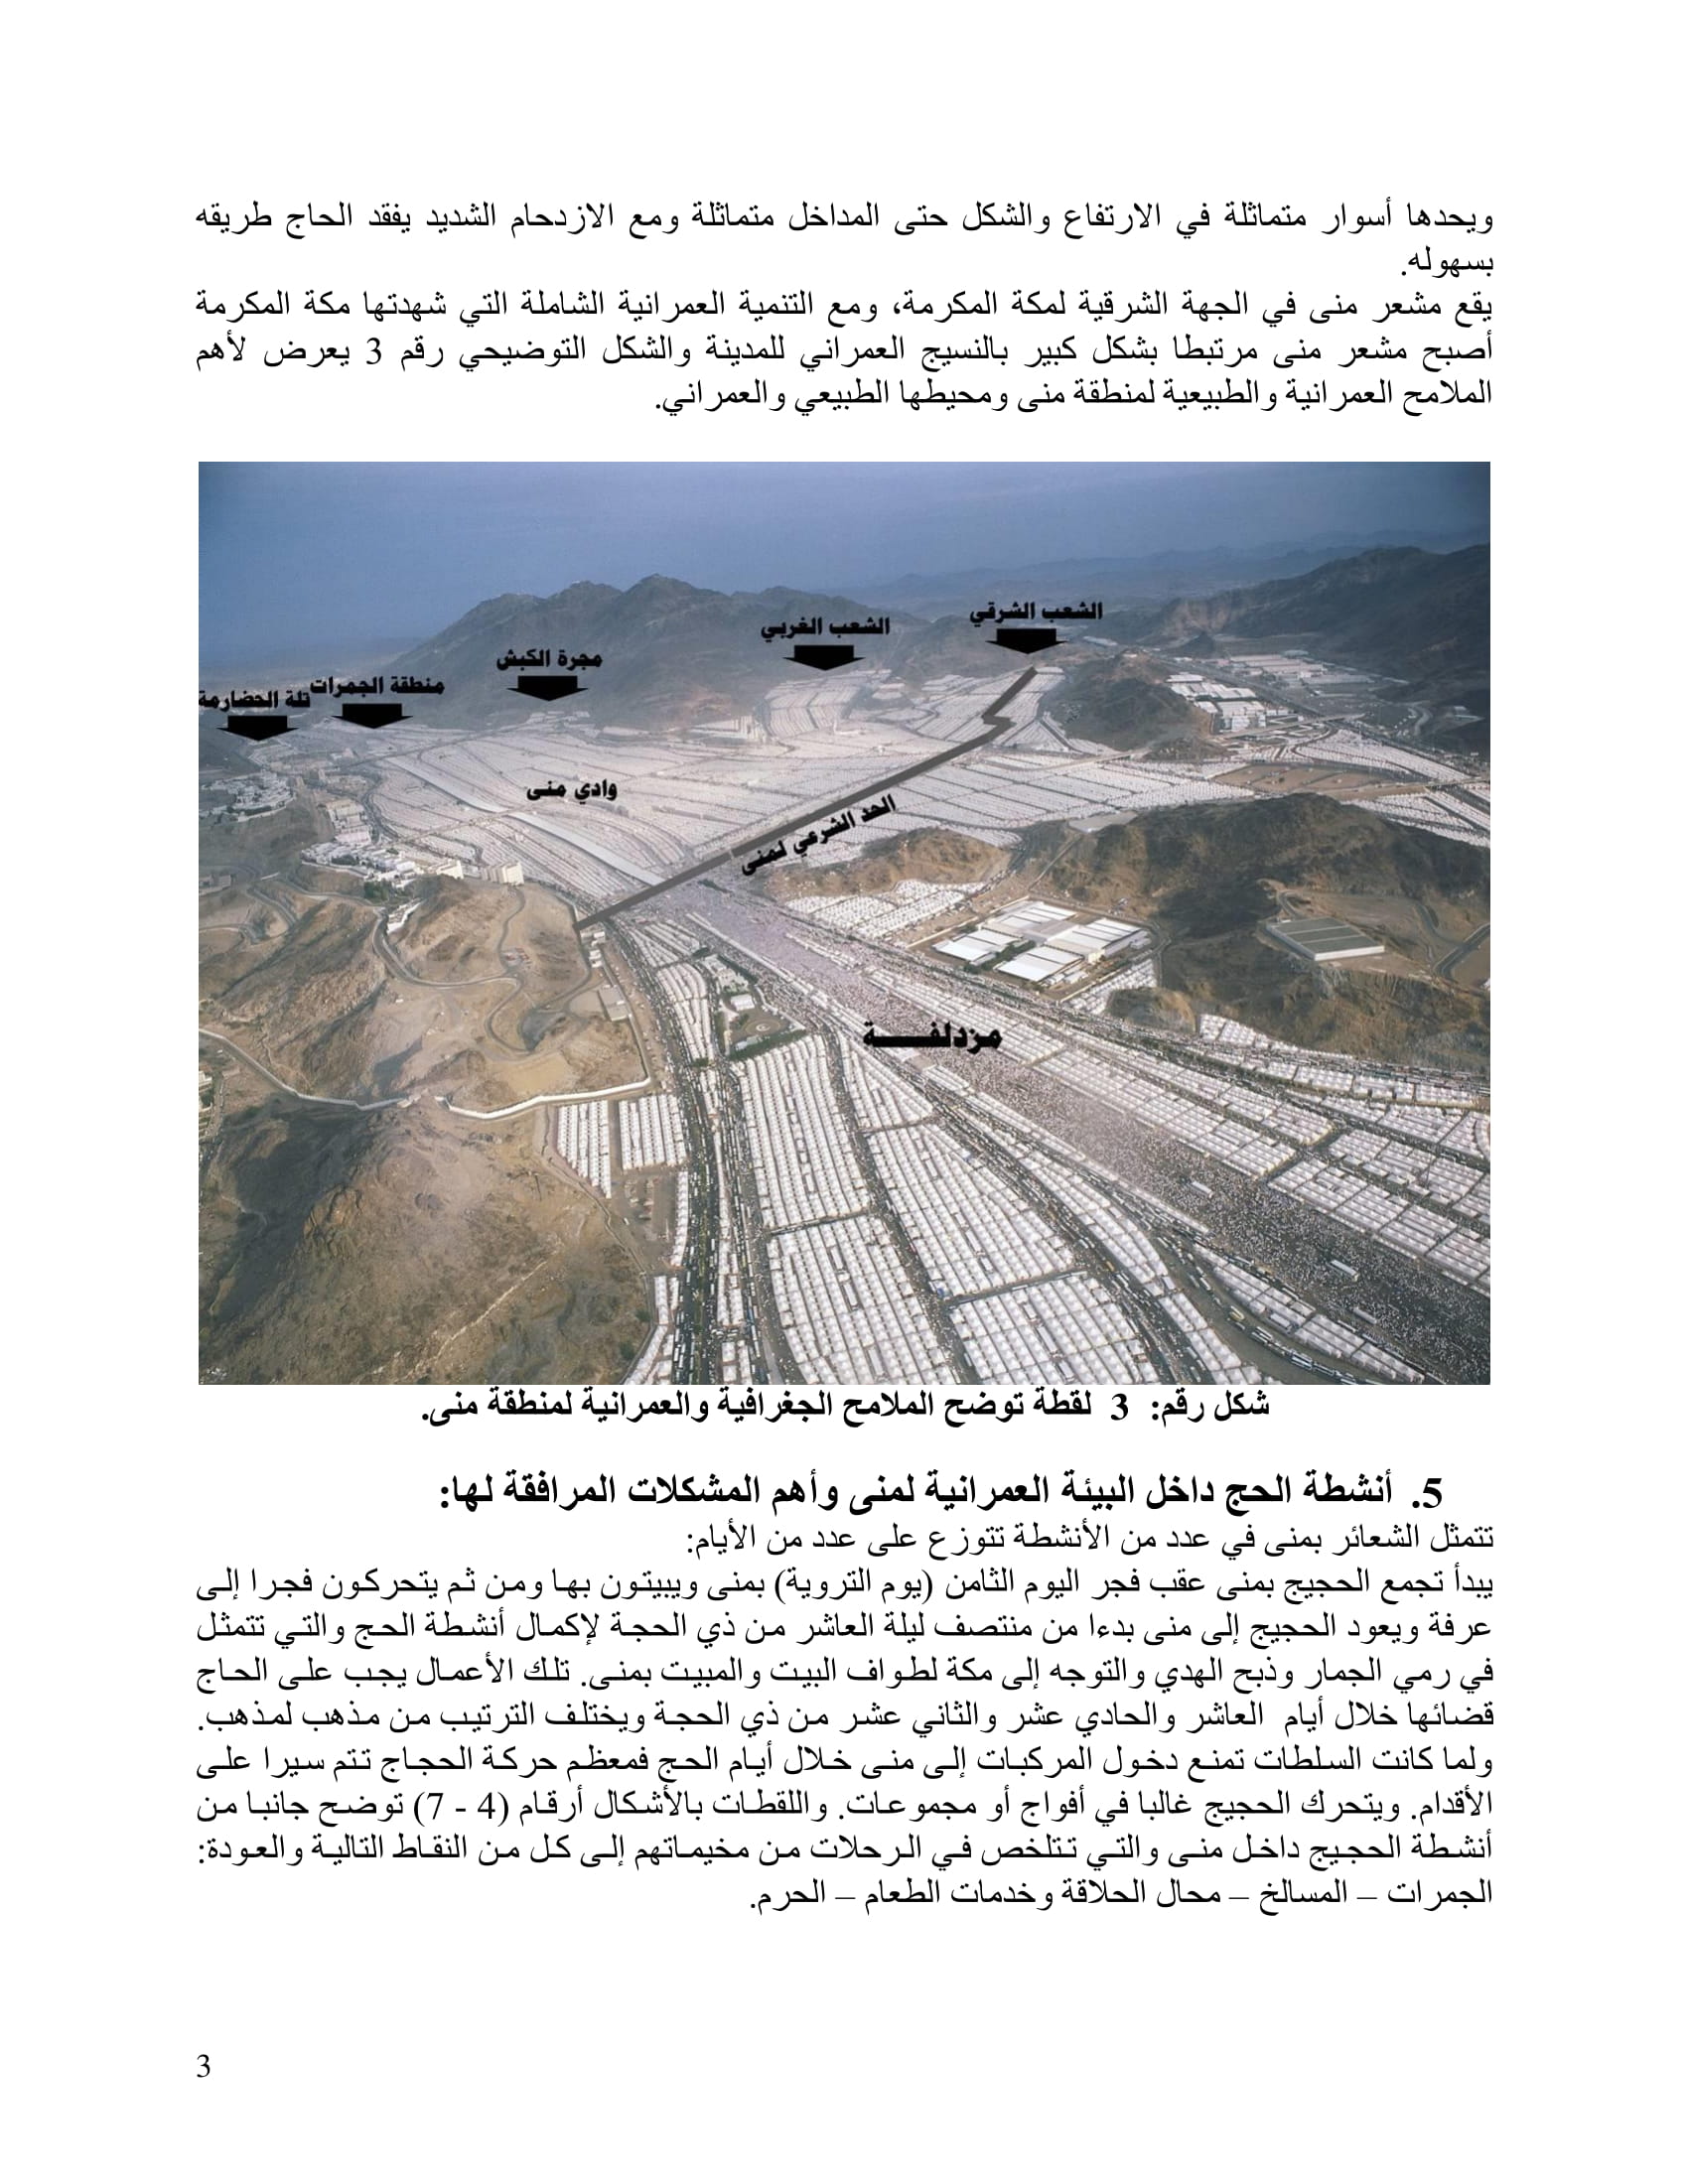 ويحدها أسوار متماثلة في الارتفاع والشكل حتى المداخل متماثلة ومع الازدحام الشديد يفقد الحاج طريقه
بسهوله.
يقع مشعر منى في الجهة الشرقية لمكة المكرمة، ومع التنمية العمرانية الشاملة التي شهدتها مكة المكرمة
أصبح مشعر منى مرتبطا بشكل كبير بالنسيج العمراني للمدينة والشكل التوضيحي رقم 3 يعرض لأهم
الملامح العمرانية والطبيعية لمنطقة منى ومحيطها الطبيعي والعمراني.
الشعب الشرقي
الشعب الغربي
مجرة الكبش
منطقة الجمرات
تلة الحضارمة
وادي منى
الحد الشرعي لمنى
مزدلفـــــة
شكل رقم: 3 لقطة توضح الملامح الجغرافية والعمرانية لمنطقة منى.
5. أنشطة الحج داخل البيئة العمرانية لمنى وأهم المشكلات المرافقة لها:
تتمثل الشعائر بمنى في عدد من الأنشطة تتوزع على عدد من الأيام:
يبدأ تجمع الحجيج بمنى عقب فجر اليوم الثامن (يوم التروية) بمنى ويبيتون بها ومن ثم يتحركون فجرا إلى
عرفة ويعود الحجيج إلى منى بدءا من منتصف ليلة العاشر من ذي الحجة لإكمال أنشطة الحج والتي تتمثل
في رمي الجمار وذبح الهدي والتوجه إلى مكة لطواف البيت والمبيت بمنى. تلك الأعمال يجب على الحاج
قضائها خلال أيام العاشر والحادي عشر والثاني عشر من ذي الحجة ويختلف الترتيب من مذهب لمذهب.
ولما كانت السلطات تمنع دخول المركبات إلى منى خلال أيام الحج فمعظم حركة الحجاج تتم سيرا على
الأقدام. ويتحرك الحجيج غالبا في أفواج أو مجموعات. واللقطات بالأشكال أرقام (4 - 7) توضح جانبا من
أنشطة الحجيج داخل منى والتي تتلخص في الرحلات من مخيماتهم إلى كل من النقاط التالية والعودة:
الجمرات – المسالخ – محال الحلاقة وخدمات الطعام – الحرم.
3